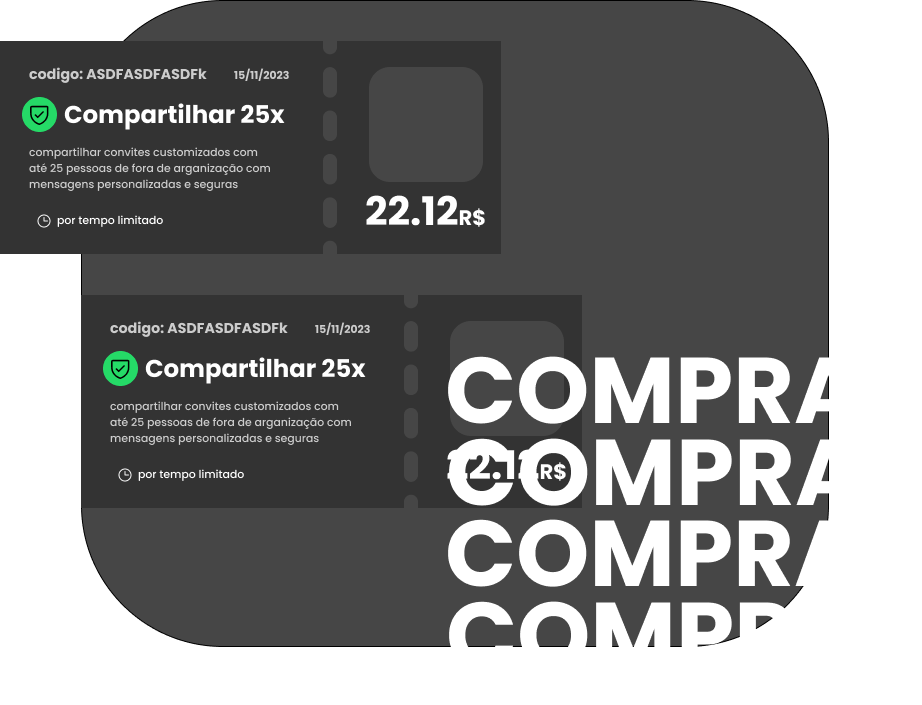 codigo: ASDFASDFASDFk 15/11/2023
Compartilhar 25x
compartilhar convites customizados com
até 25 pessoas de fora de arganização com
mensagens personalizadas e seguras
por tempo limitado
22.12R$
codigo: ASDFASDFASDFk 15/11/2023
Compartilhar 25x
compartilhar convites customizados com
até 25 pessoas de fora de arganização com
mensagens personalizadas e seguras
por tempo limitado
22.12R$
COMPRA
COMPRA
COMPRA
COMPR